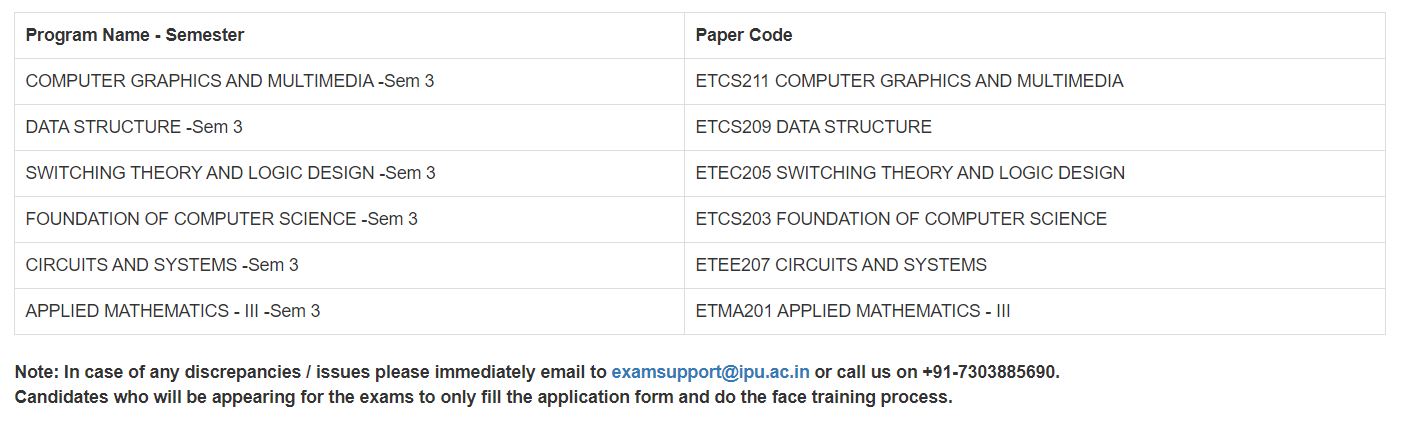 Program Name - Semester Paper Code
COMPUTER GRAPHICS AND MULTIMEDIA -Sem 3 ETCS211 COMPUTER GRAPHICS AND MULTIMEDIA
DATA STRUCTURE -Sem 3 ETCS209 DATA STRUCTURE
SWITCHING THEORY AND LOGIC DESIGN -Sem 3 ETEC205 SWITCHING THEORY AND LOGIC DESIGN
FOUNDATION OF COMPUTER SCIENCE -Sem 3 ETCS203 FOUNDATION OF COMPUTER SCIENCE
CIRCUITS AND SYSTEMS -Sem 3 ETEE207 CIRCUITS AND SYSTEMS
APPLIED MATHEMATICS - III -Sem 3 ETMA201 APPLIED MATHEMATICS - III
Note: In case of any discrepancies / issues please immediately email to examsupport@ipu.ac.in or call us on +91-7303885690.
Candidates who will be appearing for the exams to only fill the application form and do the face training process.